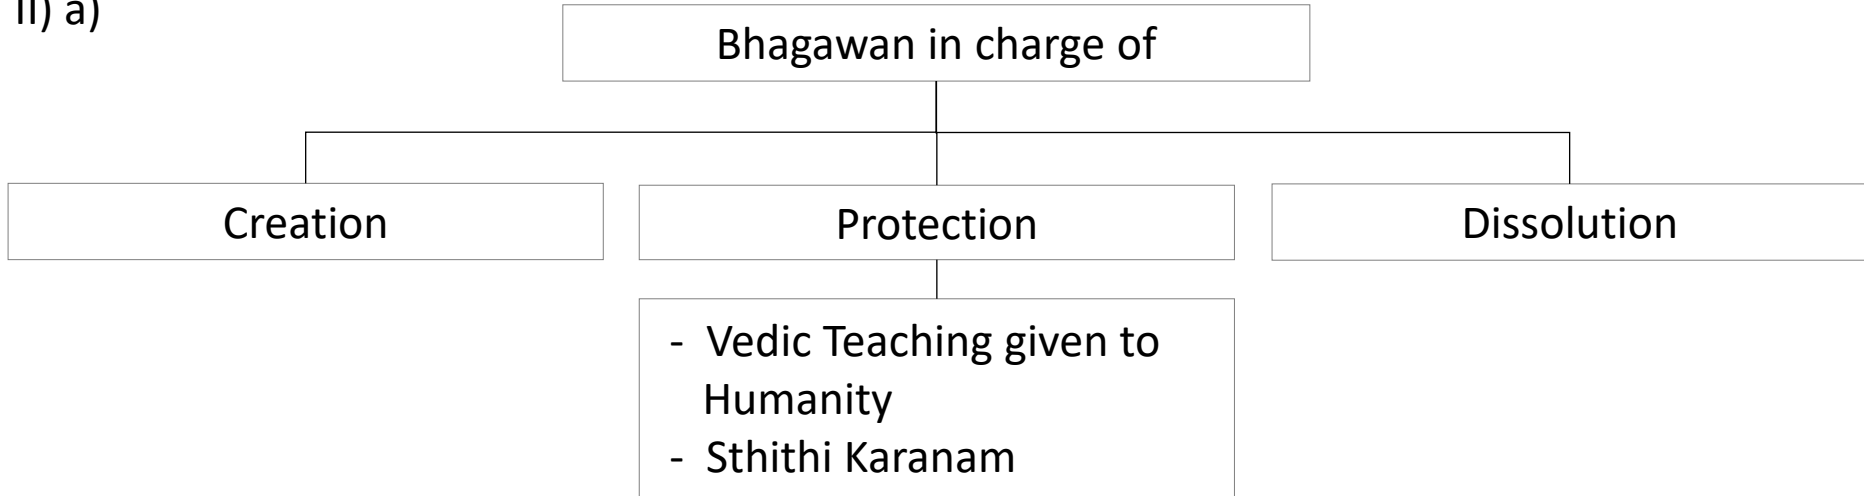 II) a)
Bhagawan in charge of
Creation
Protection
Dissolution
- Vedic Teaching given to
Humanity
- Sthithi Karanam